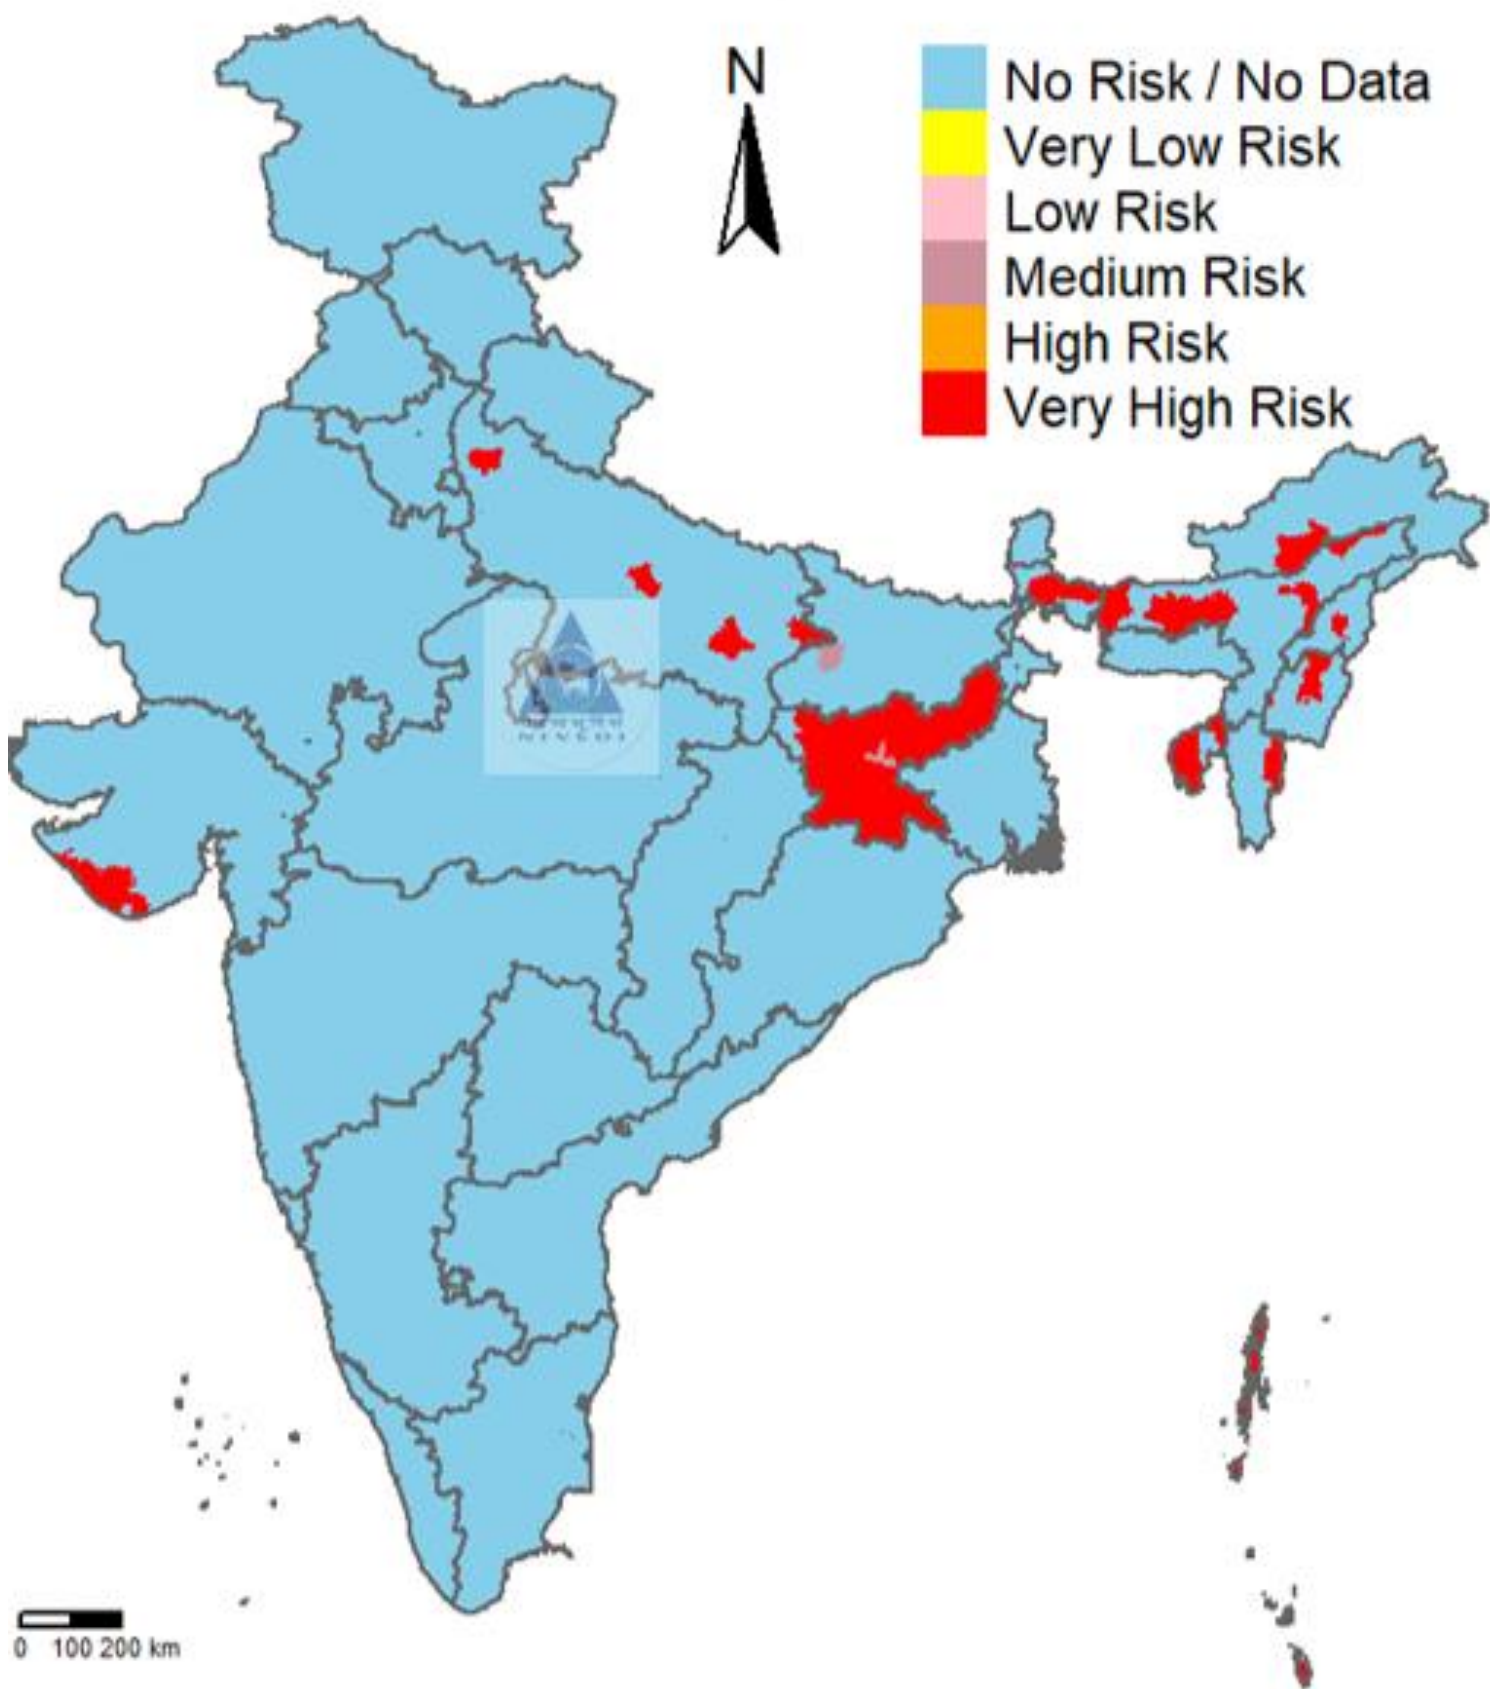 N
No Risk / No Data
Very Low Risk
Low Risk
Medium Risk
High Risk
Very High Risk
0 100 200 km